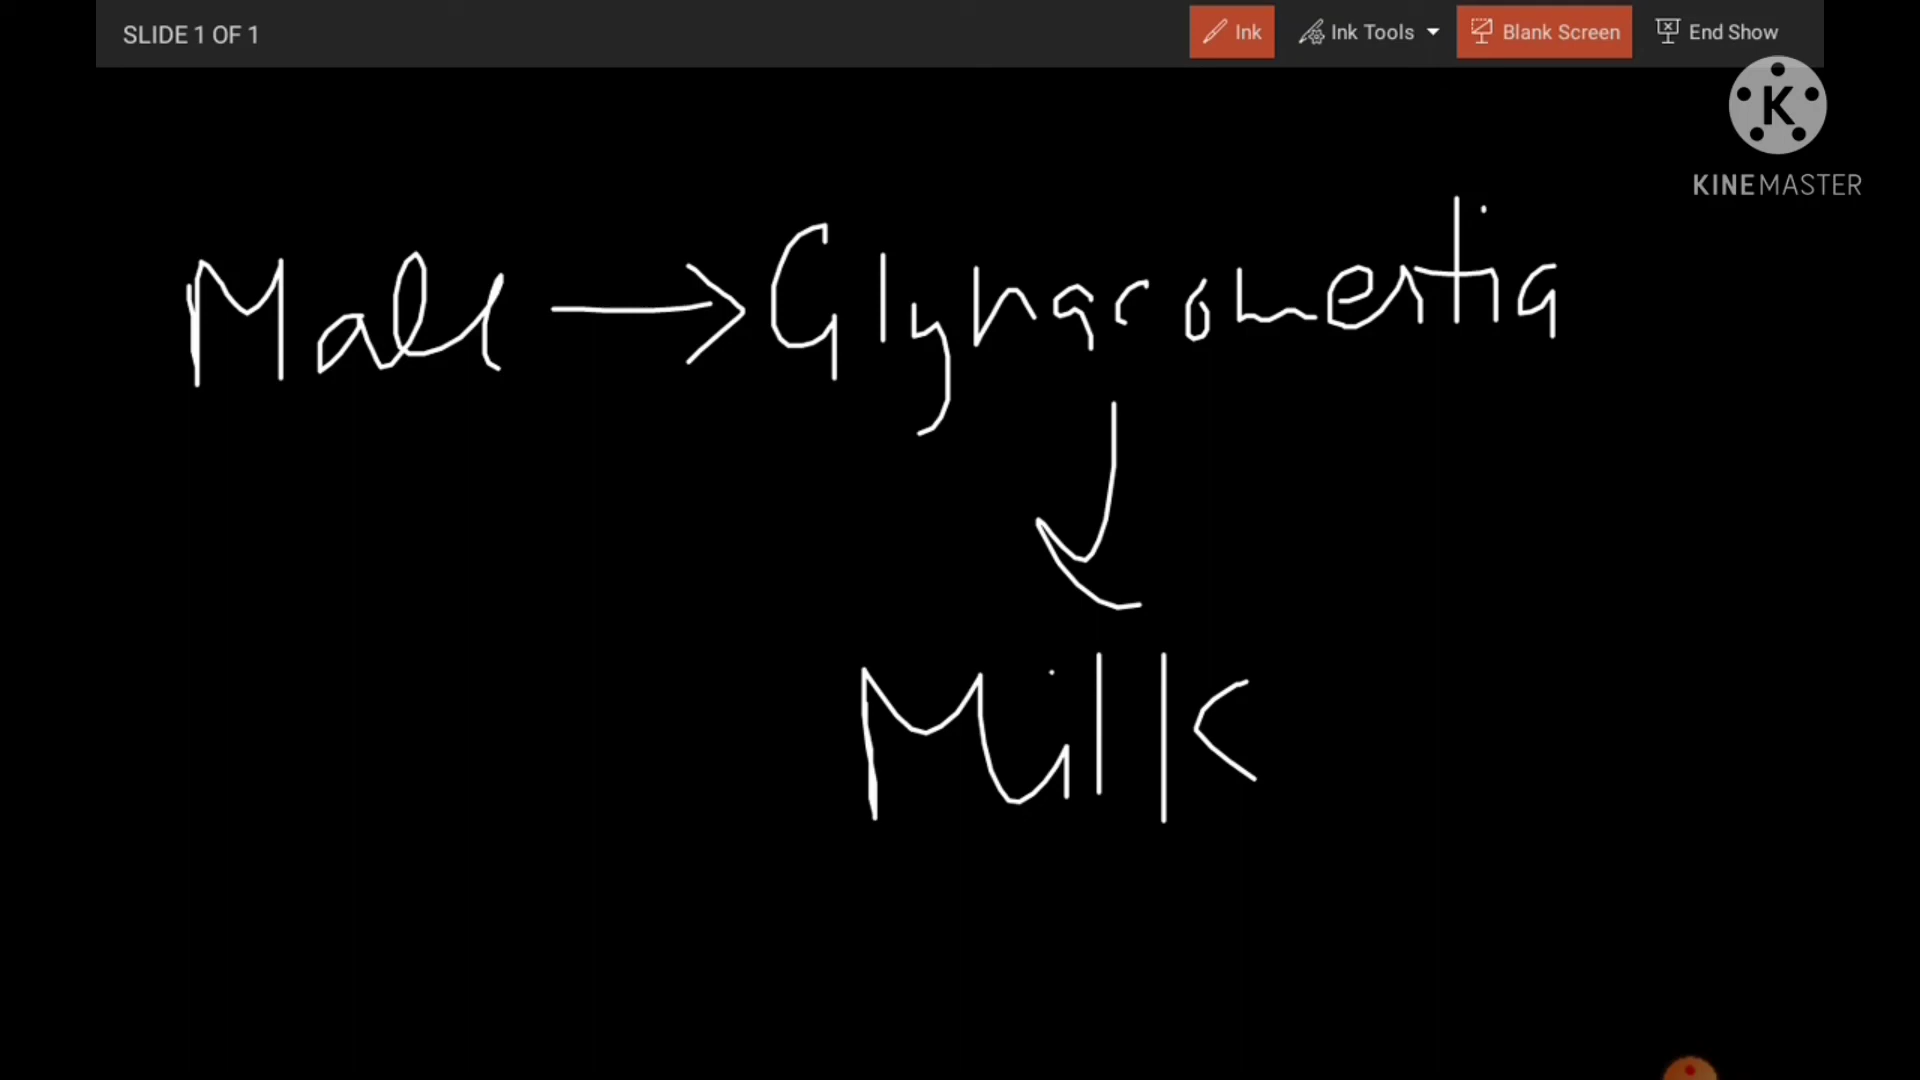 SLIDE 1 OF 1
Ink
Ink Tools
Blank Screen
End Show
K
KINEMASTER
Male → Glynacomestia
Milk